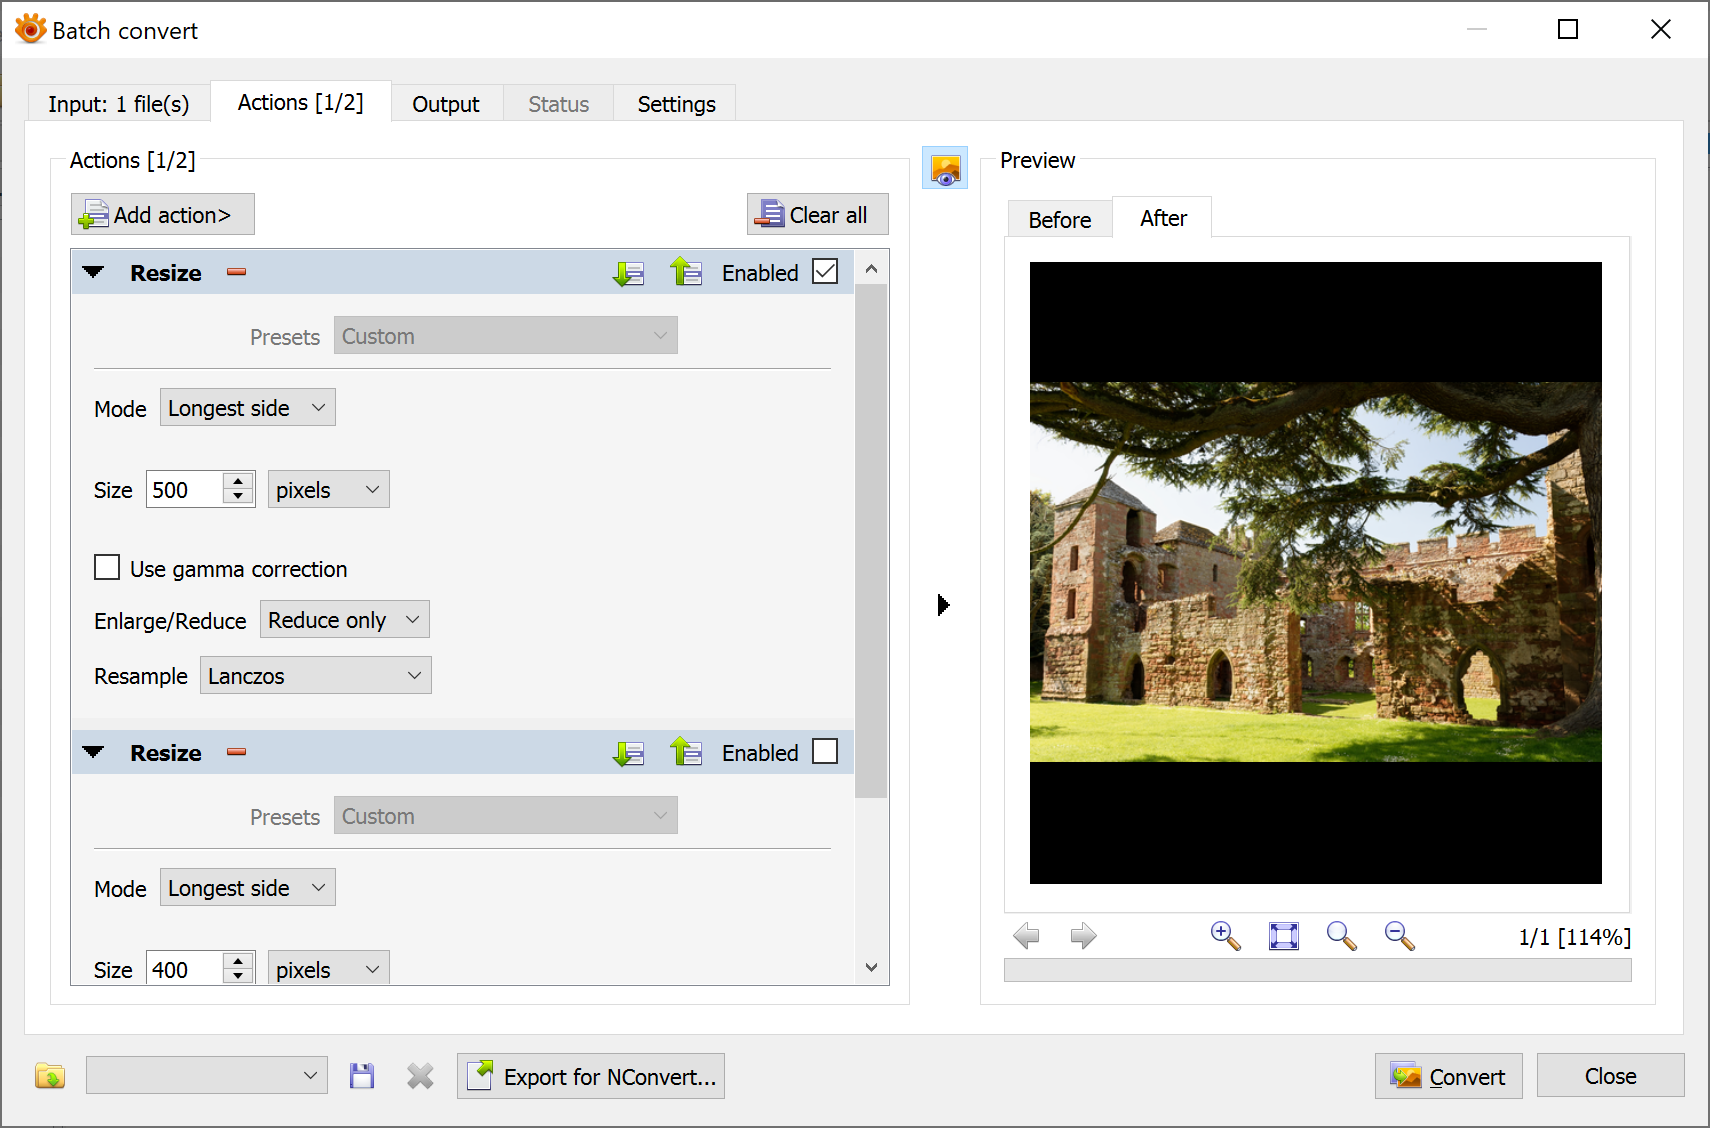 Batch convert
Input: 1 file(s) Actions [1/2] Output Status Settings
Actions [1/2]
Add action> Clear all
Resize Enabled
Presets Custom
Mode Longest side
Size 500 pixels
Use gamma correction
Enlarge/Reduce Reduce only
Resample Lanczos
Resize Enabled
Presets Custom
Mode Longest side
Size 400 pixels
Preview
Before After
1/1 [114%]
Export for NConvert... Convert Close